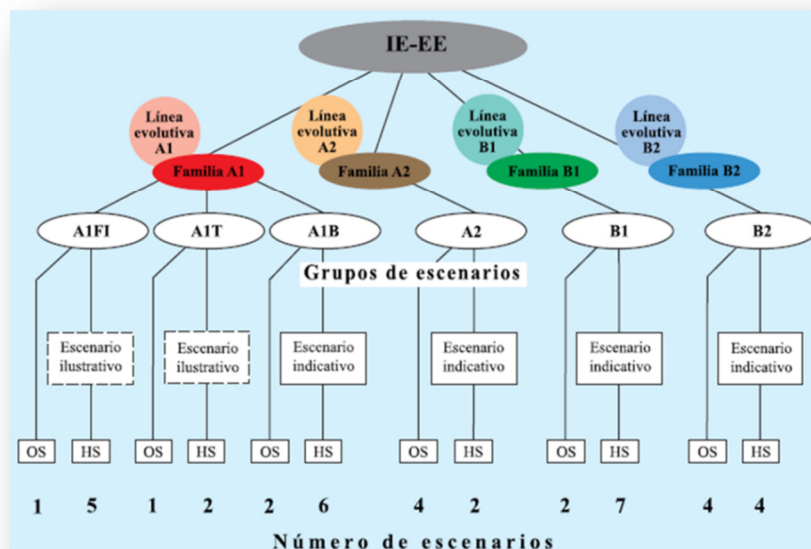 IE-EE
Línea
evolutiva
A1
Línea
evolutiva
A2
Línea
evolutiva
B1
Línea
evolutiva
B2
Familia A1
Familia A2
Familia B1
Familia B2
A1FI
A1T
A1B
A2
B1
B2
Grupos de escenarios
Escenario
ilustrativo
Escenario
ilustrativo
Escenario
indicativo
Escenario
indicativo
Escenario
indicativo
Escenario
indicativo
OS HS OS HS OS HS OS HS OS HS OS HS
1 5 1 2 2 6 4 2 2 7 4 4
Número de escenarios